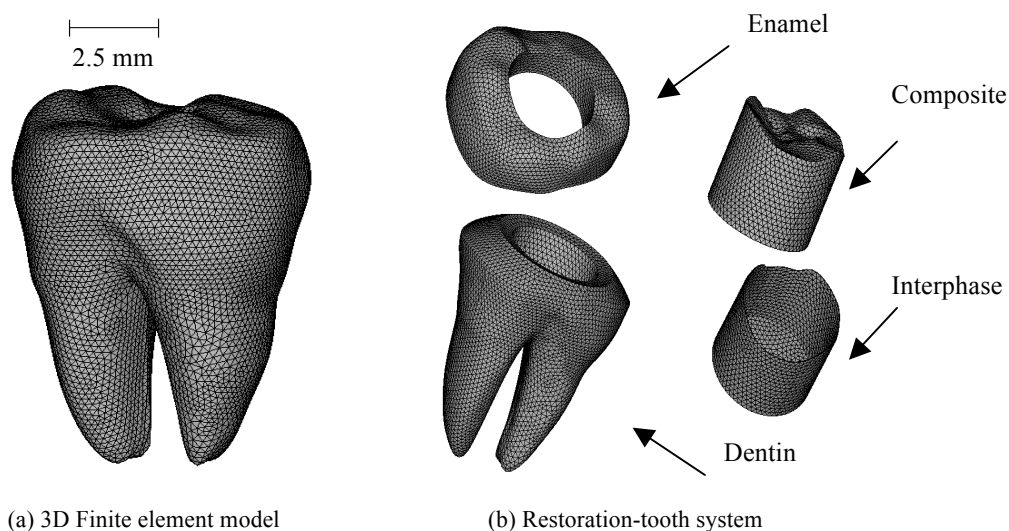 2.5 mm
Enamel
Composite
Interphase
Dentin
(a) 3D Finite element model
(b) Restoration-tooth system